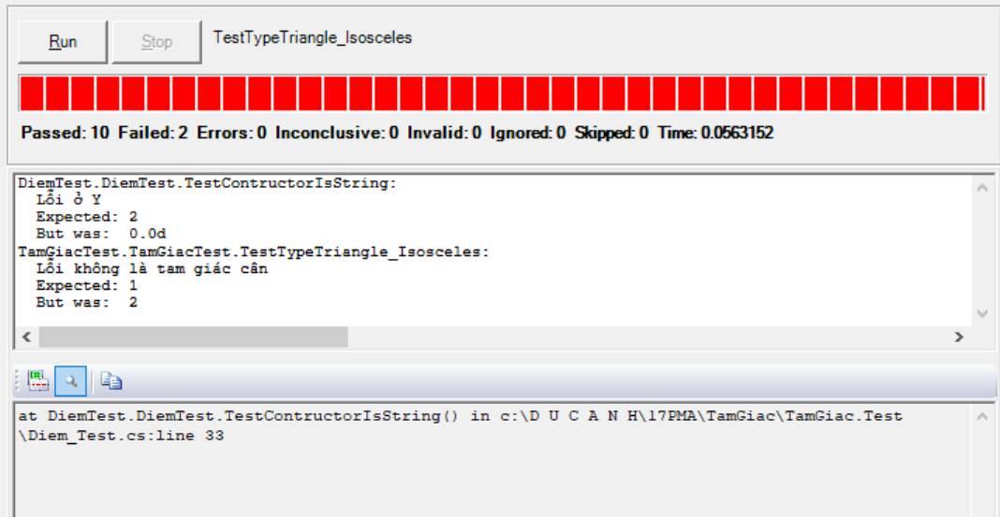 Run Stop TestTypeTriangle_Isosceles
Passed: 10 Failed: 2 Errors: 0 Inconclusive: 0 Invalid: 0 Ignored: 0 Skipped: 0 Time: 0.0563152
DiemTest.DiemTest.TestContructorIsString:
Lỗi ở Y
Expected: 2
But was: 0.0d
TamGiacTest.TamGiacTest.TestTypeTriangle_Isosceles:
Lỗi không là tam giác cân
Expected: 1
But was: 2
at DiemTest.DiemTest.TestContructorIsString() in c:\D U C A N H\17PMA\TamGiac\TamGiac.Test
\Diem_Test.cs:line 33